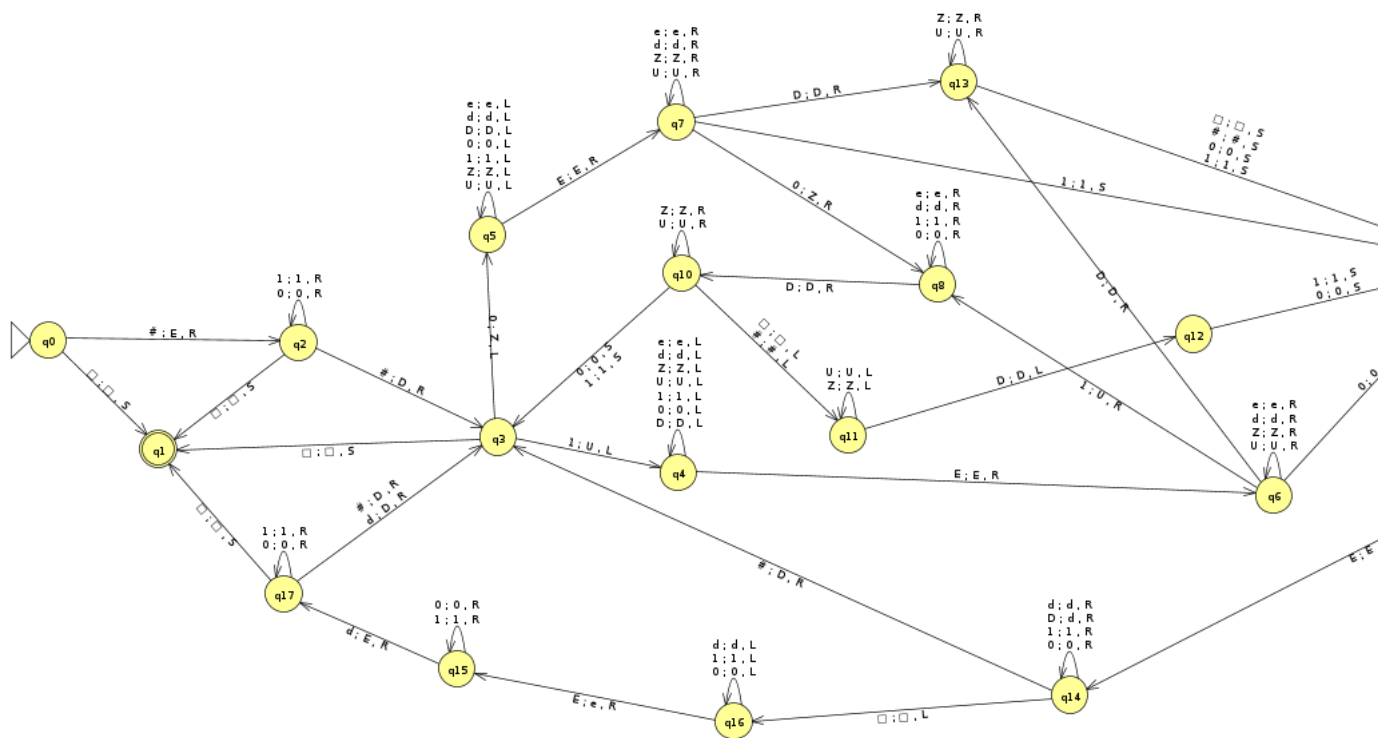 Z ; Z , R
U ; U , R
q13
e ; e , R
d ; d , R
Z ; Z , R
U ; U , R
q7
D ; D , R
□ ; □ , S
# ; # , S
0 ; 0 , S
1 ; 1 , S
e ; e , L
d ; d , L
D ; D , L
0 ; 0 , L
1 ; 1 , L
Z ; Z , L
U ; U , L
q5
E ; E , R
0 ; Z , R
1 ; 1 , S
e ; e , R
d ; d , R
1 ; 1 , R
0 ; 0 , R
q8
Z ; Z , R
U ; U , R
q10
D ; D , R
D ; D , R
1 ; 1 , S
0 ; 0 , S
q12
1 ; 1 , R
0 ; 0 , R
q2
q0
# ; E , R
□ ; □ , S
□ ; □ , S
# ; D , R
0 ; Z , L
0 ; 0 , S
1 ; 1 , S
□ ; □ , L
# ; # , L
U ; U , L
Z ; Z , L
q11
D ; D , L
1 ; U , R
0 ; 0
e ; e , L
d ; d , L
Z ; Z , L
U ; U , L
1 ; 1 , L
0 ; 0 , L
D ; D , L
q4
q3
1 ; U , L
q1
□ ; □ , S
E ; E , R
e ; e , R
d ; d , R
Z ; Z , R
U ; U , R
q6
□ ; □ , S
# ; D , R
d ; D , R
1 ; 1 , R
0 ; 0 , R
q17
# ; D , R
E ; E
d ; E , R
0 ; 0 , R
1 ; 1 , R
q15
E ; e , R
d ; d , L
1 ; 1 , L
0 ; 0 , L
q16
□ ; □ , L
d ; d , R
D ; d , R
1 ; 1 , R
0 ; 0 , R
q14